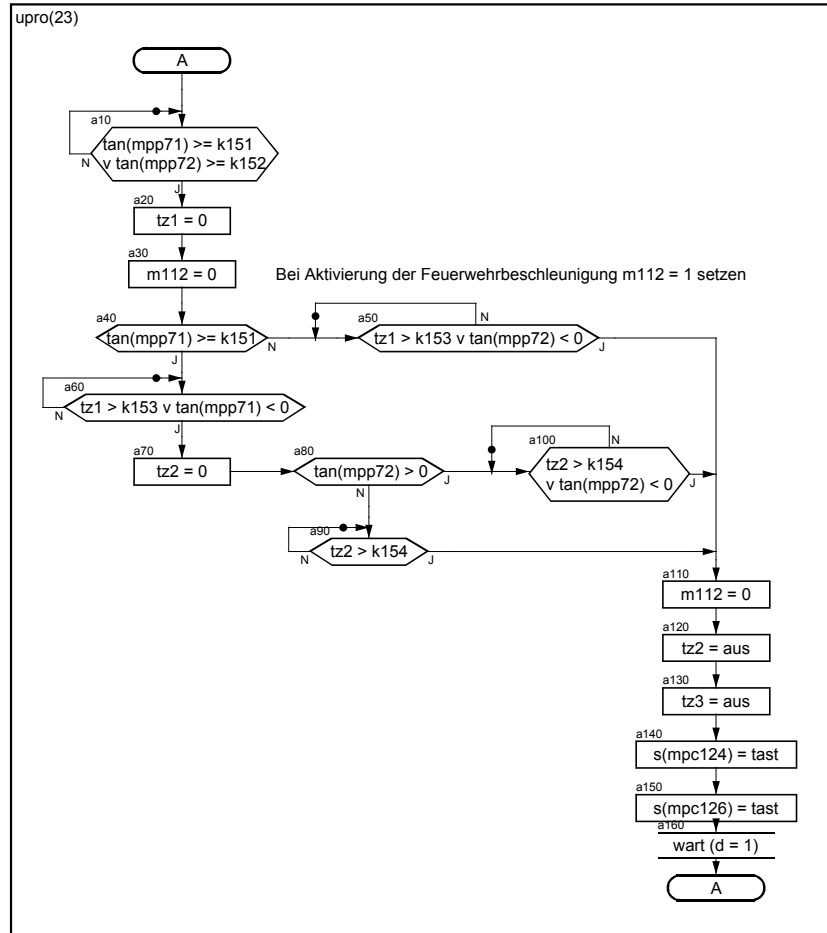 upro(23)
A
a10
tan(mpp71) >= k151
v tan(mpp72) >= k152
N
J
a20
tz1 = 0
a30
m112 = 0
Bei Aktivierung der Feuerwehrbeschleunigung m112 = 1 setzen
a40
tan(mpp71) >= k151
N
J
a50
tz1 > k153 v tan(mpp72) < 0
N
J
a60
tz1 > k153 v tan(mpp71) < 0
N
J
a70
tz2 = 0
a80
tan(mpp72) > 0
J
N
a100
tz2 > k154
v tan(mpp72) < 0
N
J
a90
tz2 > k154
N
J
a110
m112 = 0
a120
tz2 = aus
a130
tz3 = aus
a140
s(mpc124) = tast
a150
s(mpc126) = tast
a160
wart (d = 1)
A